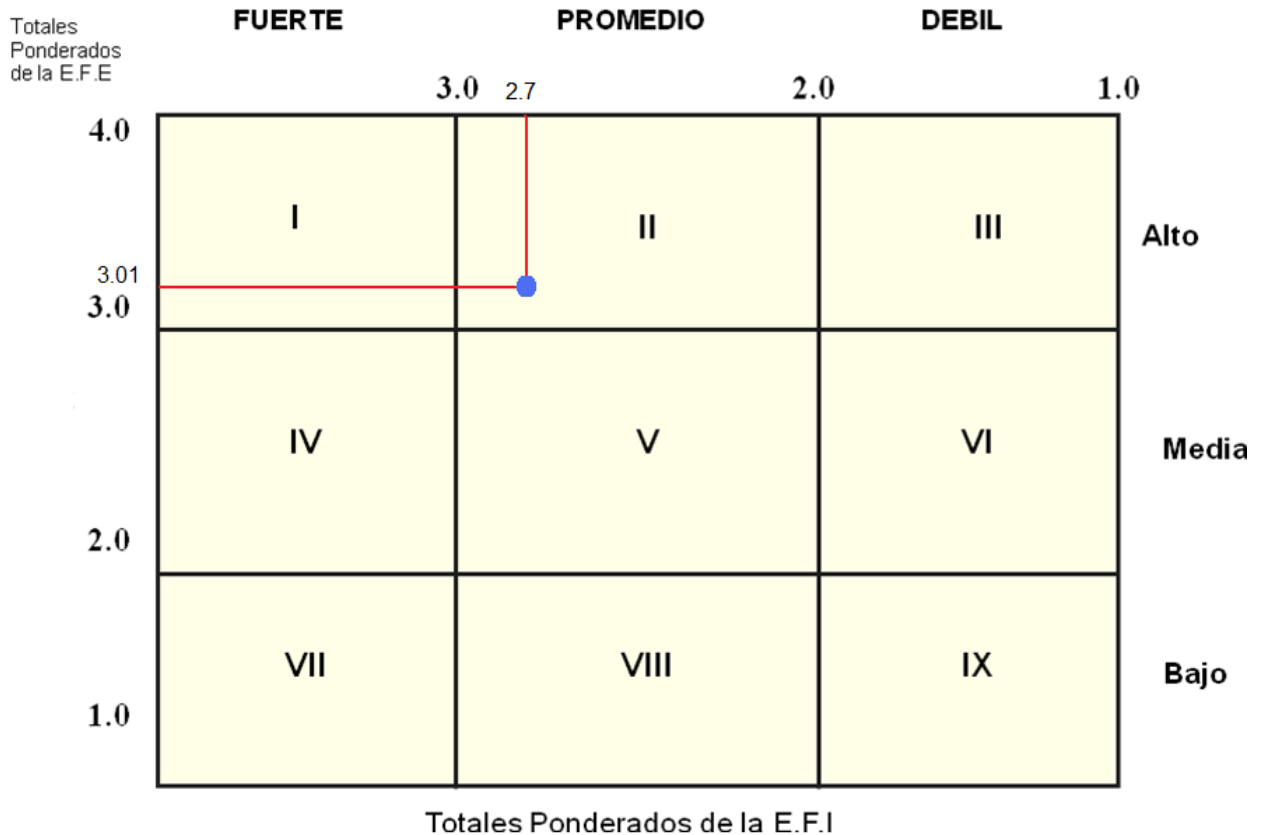 Totales
Ponderados
de la E.F.E
FUERTE
PROMEDIO
DEBIL
3.0
2.7
2.0
1.0
4.0
I
II
III
Alto
3.01
3.0
IV
V
VI
Media
2.0
VII
VIII
IX
Bajo
1.0
Totales Ponderados de la E.F.I